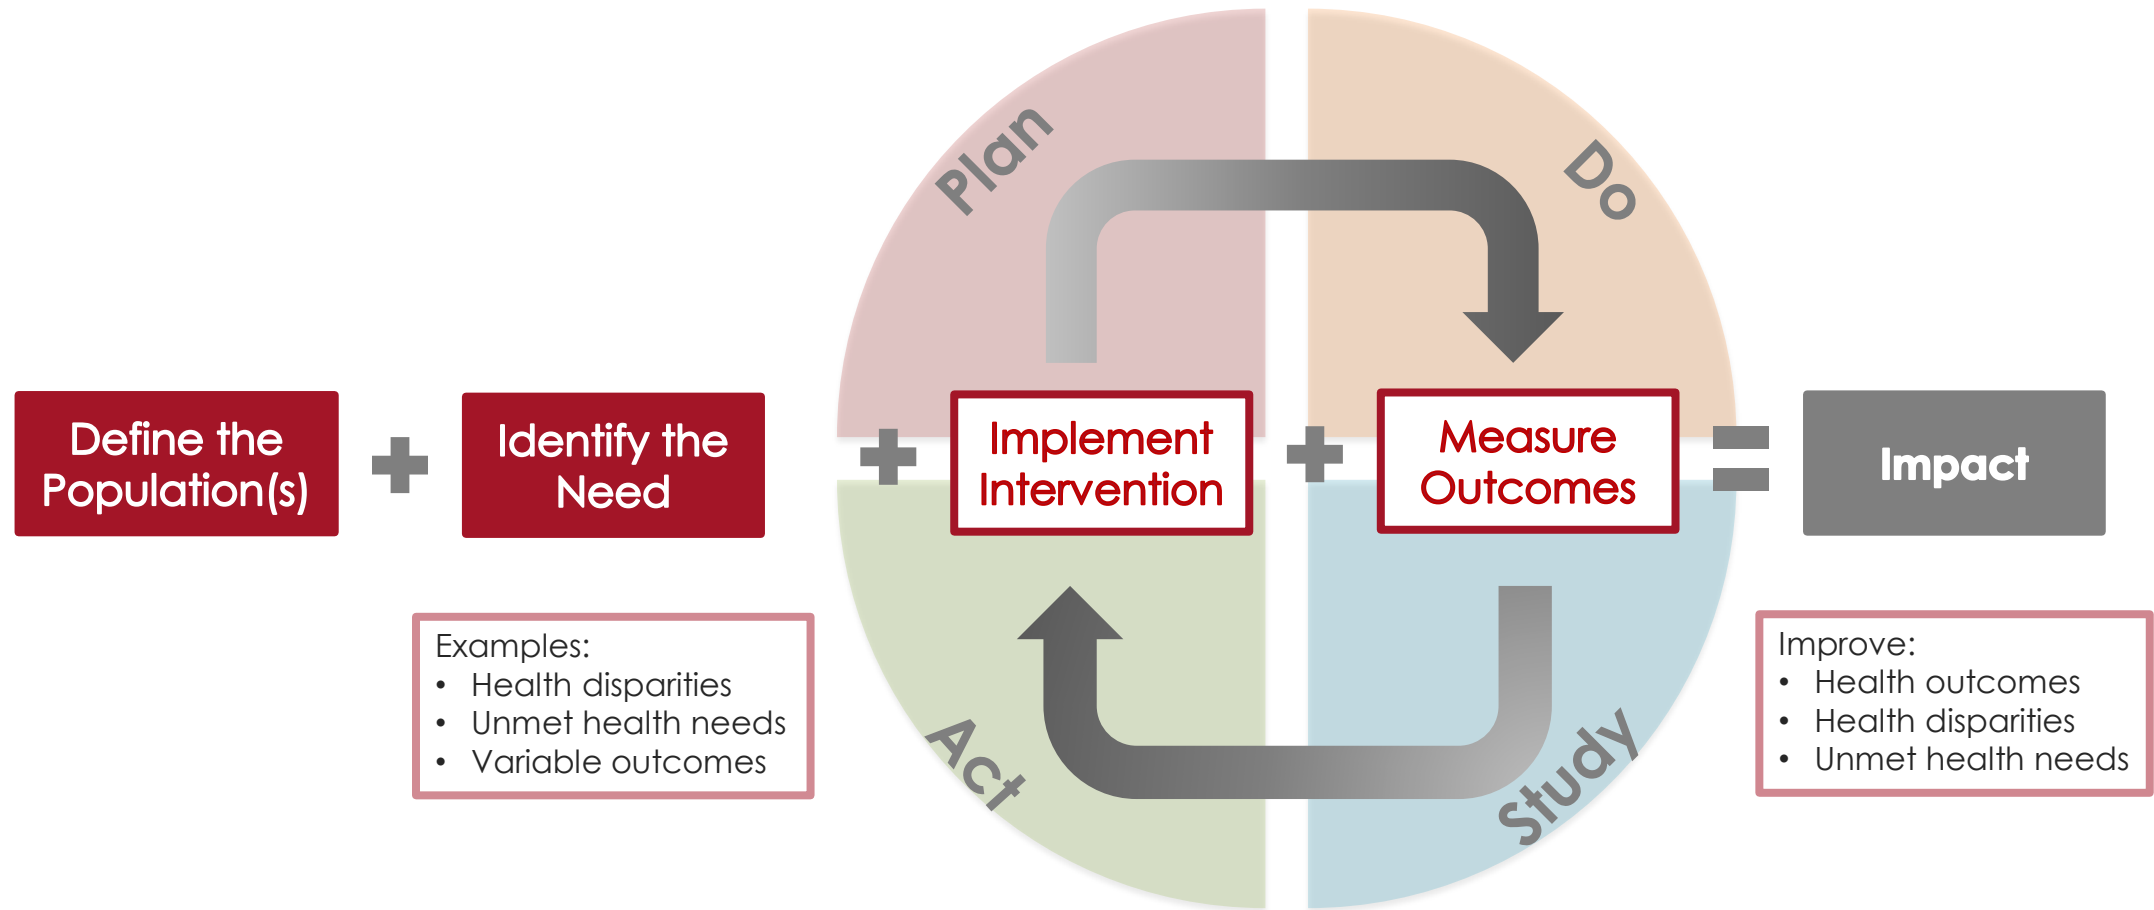 Plan
Do
Define the
Population(s)
Identify the
Need
Implement
Intervention
Measure
Outcomes
Impact
Examples:
• Health disparities
• Unmet health needs
• Variable outcomes
Improve:
• Health outcomes
• Health disparities
• Unmet health needs
Act
Study